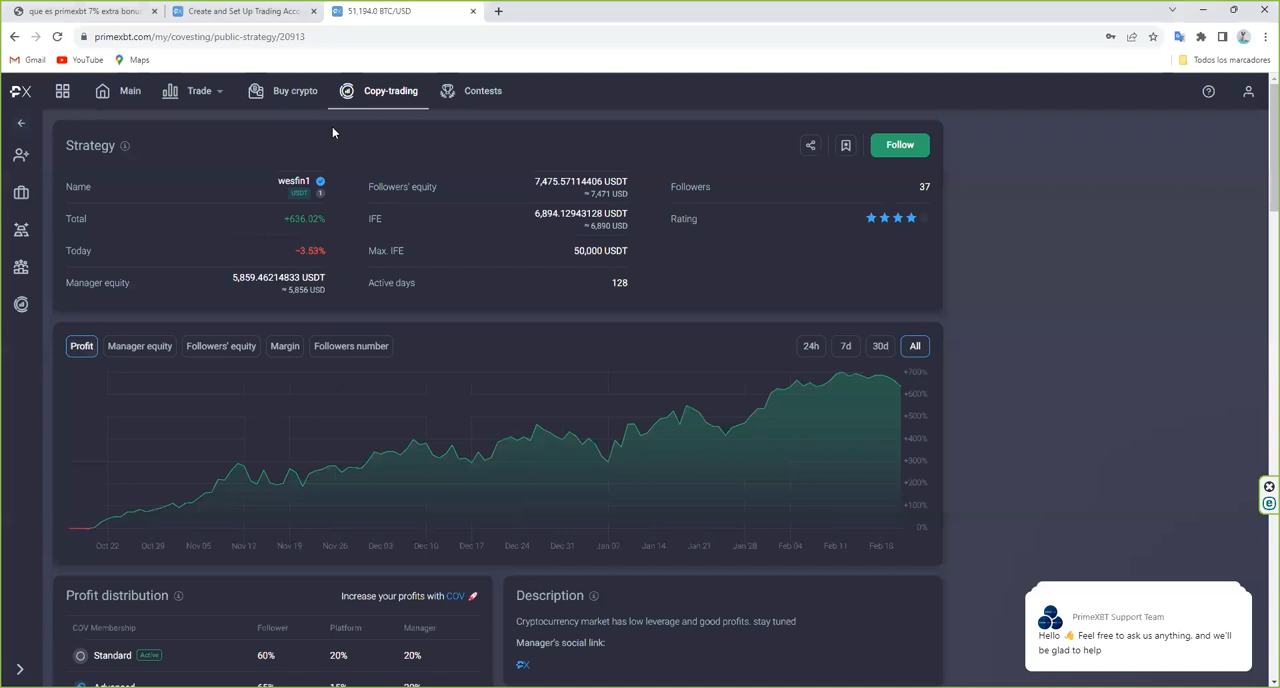 que es primexbt 7% extra bonu
Create and Set Up Trading Acco
51,194.0 BTC/USD
primexbt.com/my/covesting/public-strategy/20913
Gmail
YouTube
Maps
Todos los marcadores
Main
Trade
Buy crypto
Copy-trading
Contests
Strategy
Follow
Name
wesfin1
USDT
1
Followers' equity
7,475.57114406 USDT
≈ 7,471 USD
Followers
37
Total
+636.02%
IFE
6,894.12943128 USDT
≈ 6,890 USD
Rating
Today
−3.53%
Max. IFE
50,000 USDT
Manager equity
5,859.46214833 USDT
≈ 5,856 USD
Active days
128
Profit
Manager equity
Followers' equity
Margin
Followers number
24h
7d
30d
All
+700%
+600%
+500%
+400%
+300%
+200%
+100%
0%
Oct 22
Oct 29
Nov 05
Nov 12
Nov 19
Nov 26
Dec 03
Dec 10
Dec 17
Dec 24
Dec 31
Jan 07
Jan 14
Jan 21
Jan 28
Feb 04
Feb 11
Feb 18
Profit distribution
Increase your profits with COV
COV Membership
Follower
Platform
Manager
Standard
Active
60%
20%
20%
Description
Cryptocurrency market has low leverage and good profits. stay tuned
Manager's social link:
PrimeXBT Support Team
Hello 👋 Feel free to ask us anything, and we'll
be glad to help